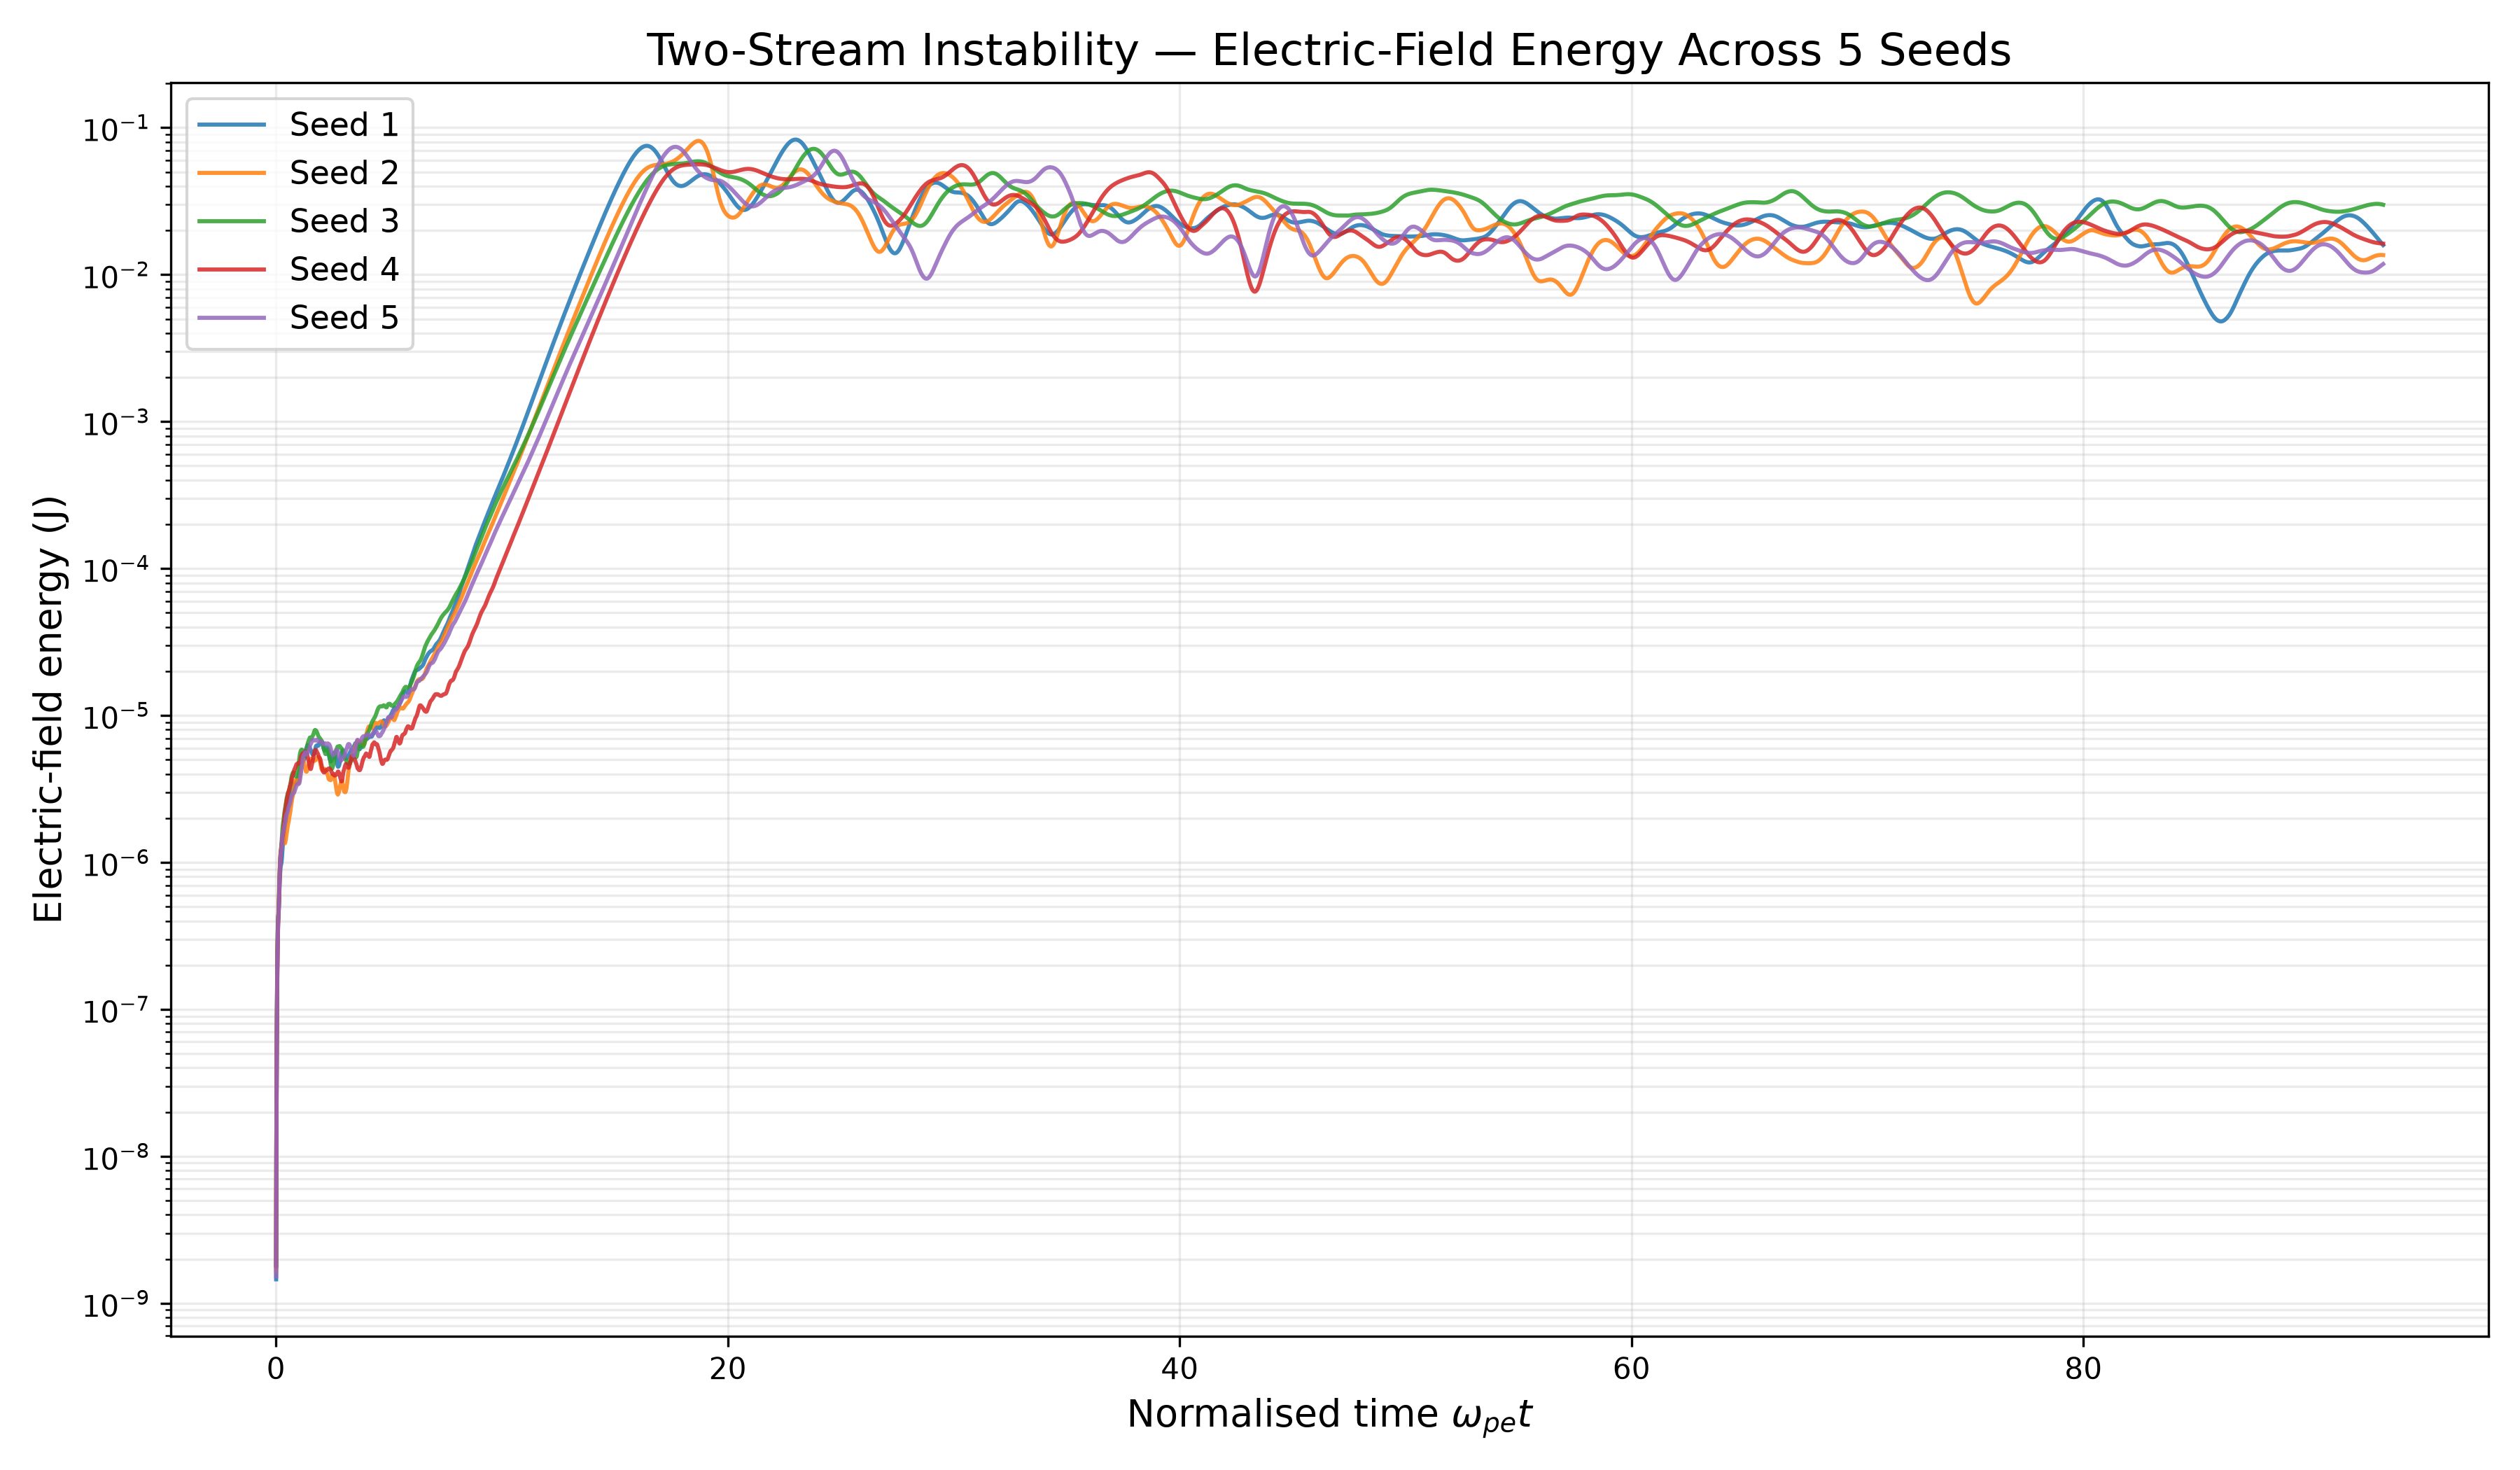 Two-Stream Instability — Electric-Field Energy Across 5 Seeds
Seed 1
Seed 2
Seed 3
Seed 4
Seed 5
Electric-field energy (J)
10⁻¹
10⁻²
10⁻³
10⁻⁴
10⁻⁵
10⁻⁶
10⁻⁷
10⁻⁸
10⁻⁹
0 20 40 60 80
Normalised time ωₚₑt